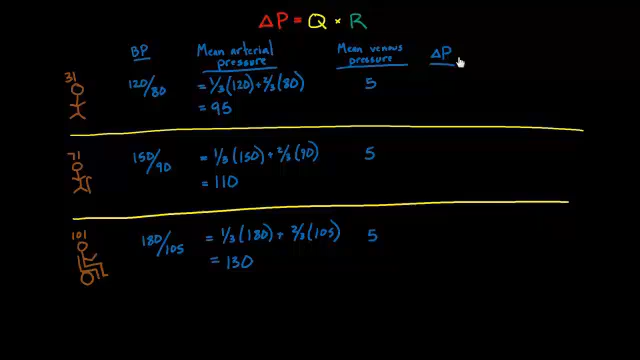 ΔP = Q × R
BP Mean arterial pressure Mean venous pressure ΔP
31 120/80 = 1/3 (120) + 2/3 (80) 5
= 95
71 150/90 = 1/3 (150) + 2/3 (90) 5
= 110
101 180/105 = 1/3 (180) + 2/3 (105) 5
= 130